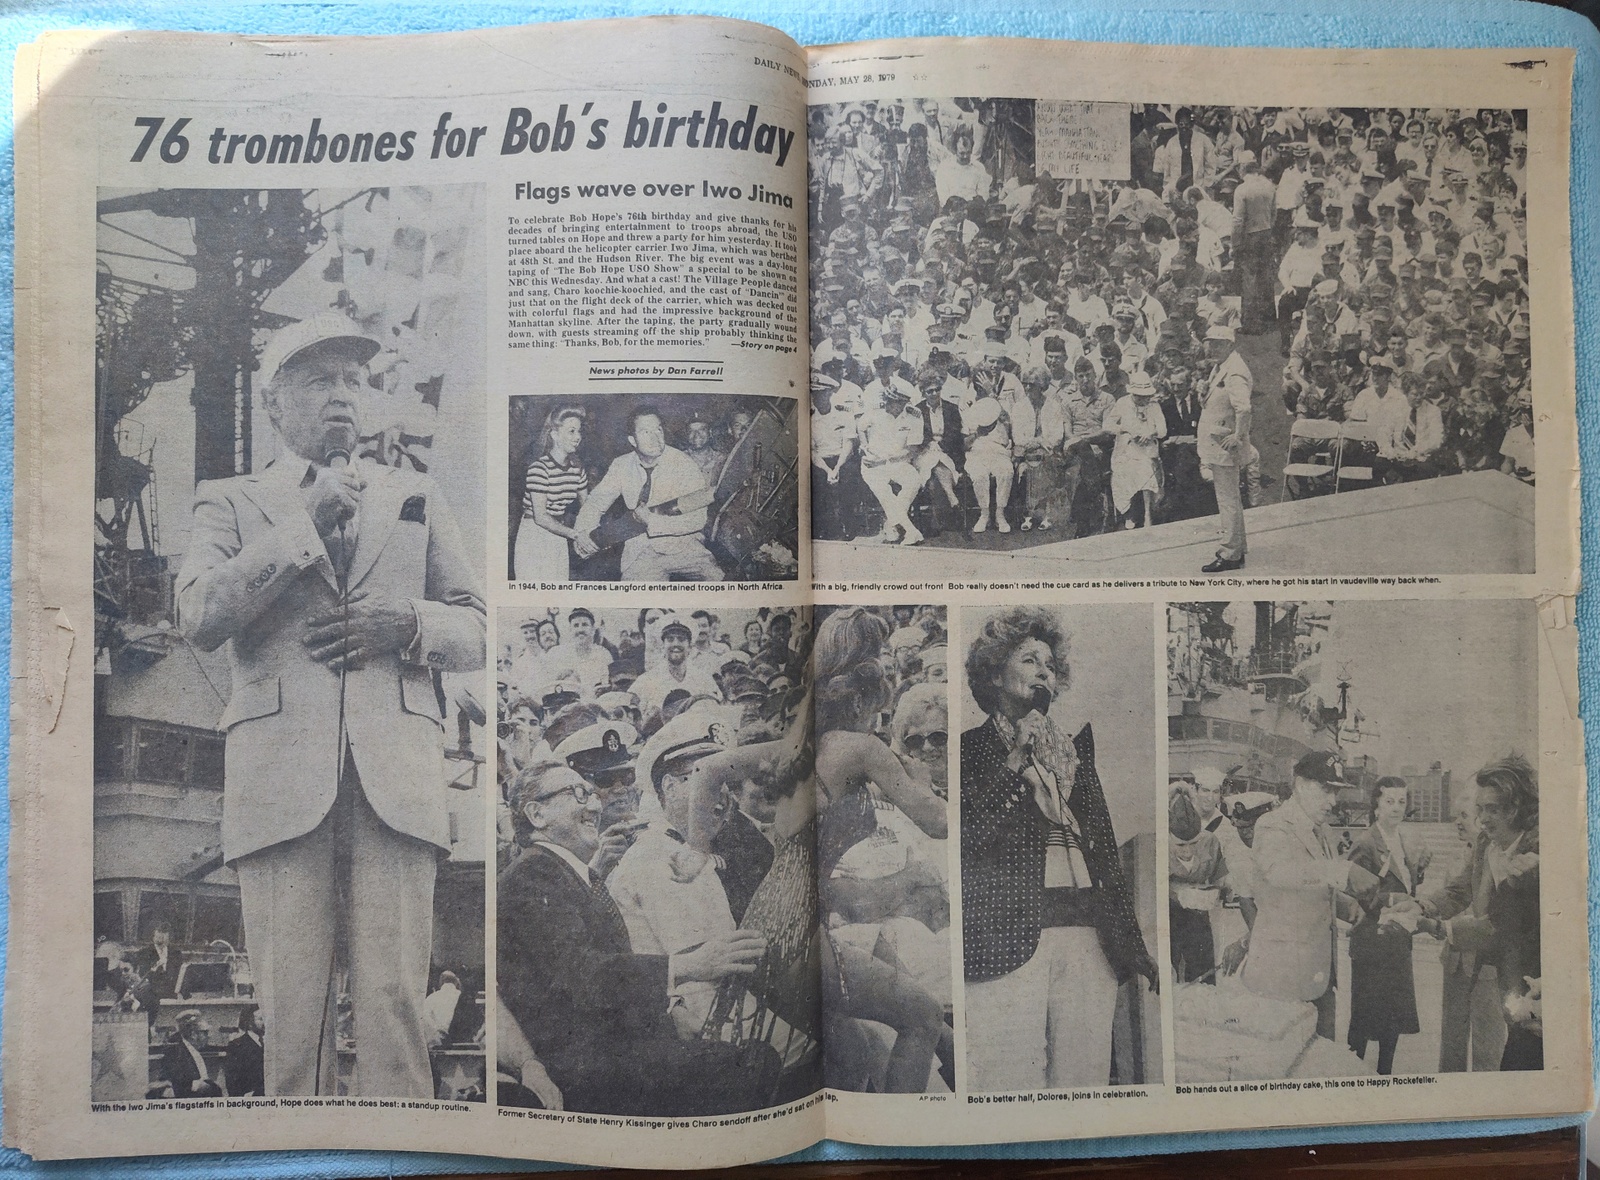 DAILY NEWS, MONDAY, MAY 28, 1979
76 trombones for Bob's birthday
Flags wave over Iwo Jima
To celebrate Bob Hope's 76th birthday and give thanks for his
decades of bringing entertainment to troops abroad, the USO
turned tables on Hope and threw a party for him yesterday. It took
place aboard the helicopter carrier Iwo Jima, which was berthed
at 48th St. and the Hudson River. The big event was a day-long
taping of "The Bob Hope USO Show" a special to be shown on
NBC this Wednesday. And what a cast! The Village People danced
and sang, Charo koochie-koochied, and the cast of "Dancin" did
just that on the flight deck of the carrier, which was decked out
with colorful flags and had the impressive background of the
Manhattan skyline. After the taping, the party gradually wound
down, with guests streaming off the ship probably thinking the
same thing: "Thanks, Bob, for the memories." —Story on page 4
News photos by Dan Farrell
In 1944, Bob and Frances Langford entertained troops in North Africa.
With a big, friendly crowd out front Bob really doesn't need the cue card as he delivers a tribute to New York City, where he got his start in vaudeville way back when.
BACK THERE
MANHATTAN
SOMETHING ELSE
BEAUTIFUL YEARS
MY LIFE
With the Iwo Jima's flagstaffs in background, Hope does what he does best: a standup routine.
Former Secretary of State Henry Kissinger gives Charo sendoff after she'd sat on his lap.
AP photo
Bob's better half, Dolores, joins in celebration.
Bob hands out a slice of birthday cake, this one to Happy Rockefeller.